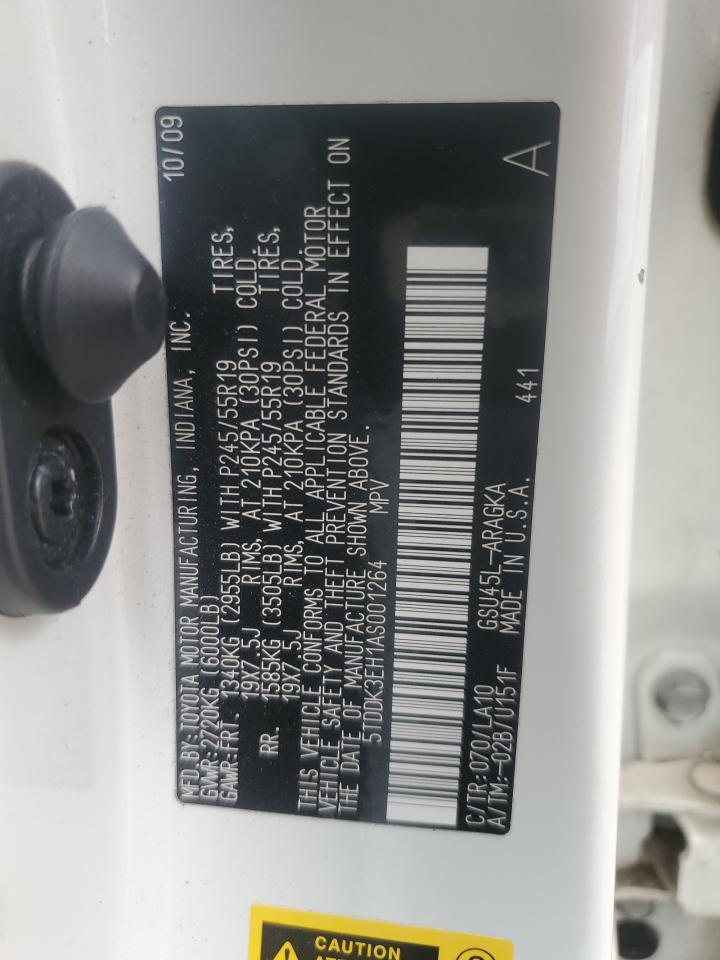 MFD.BY:TOYOTA MOTOR MANUFACTURING, INDIANA, INC. 10/09
GVWR:2720KG (6000LB)
GAWR:FRT. 1340KG (2955LB) WITH P245/55R19 TIRES,
19X7.5J RIMS, AT 210KPA (30PSI) COLD.
RR. 1585KG (3505LB) WITH P245/55R19 TIRES,
19X7.5J RIMS, AT 210KPA (30PSI) COLD.
THIS VEHICLE CONFORMS TO ALL APPLICABLE FEDERAL MOTOR
VEHICLE SAFETY AND THEFT PREVENTION STANDARDS IN EFFECT ON
THE DATE OF MANUFACTURE SHOWN ABOVE.
5TDDK3EH1AS001264 MPV
C/TR:070/LA10 GSU45L-ARAGKA
A/TM:-02B/U151F MADE IN U.S.A. 441
A
CAUTION